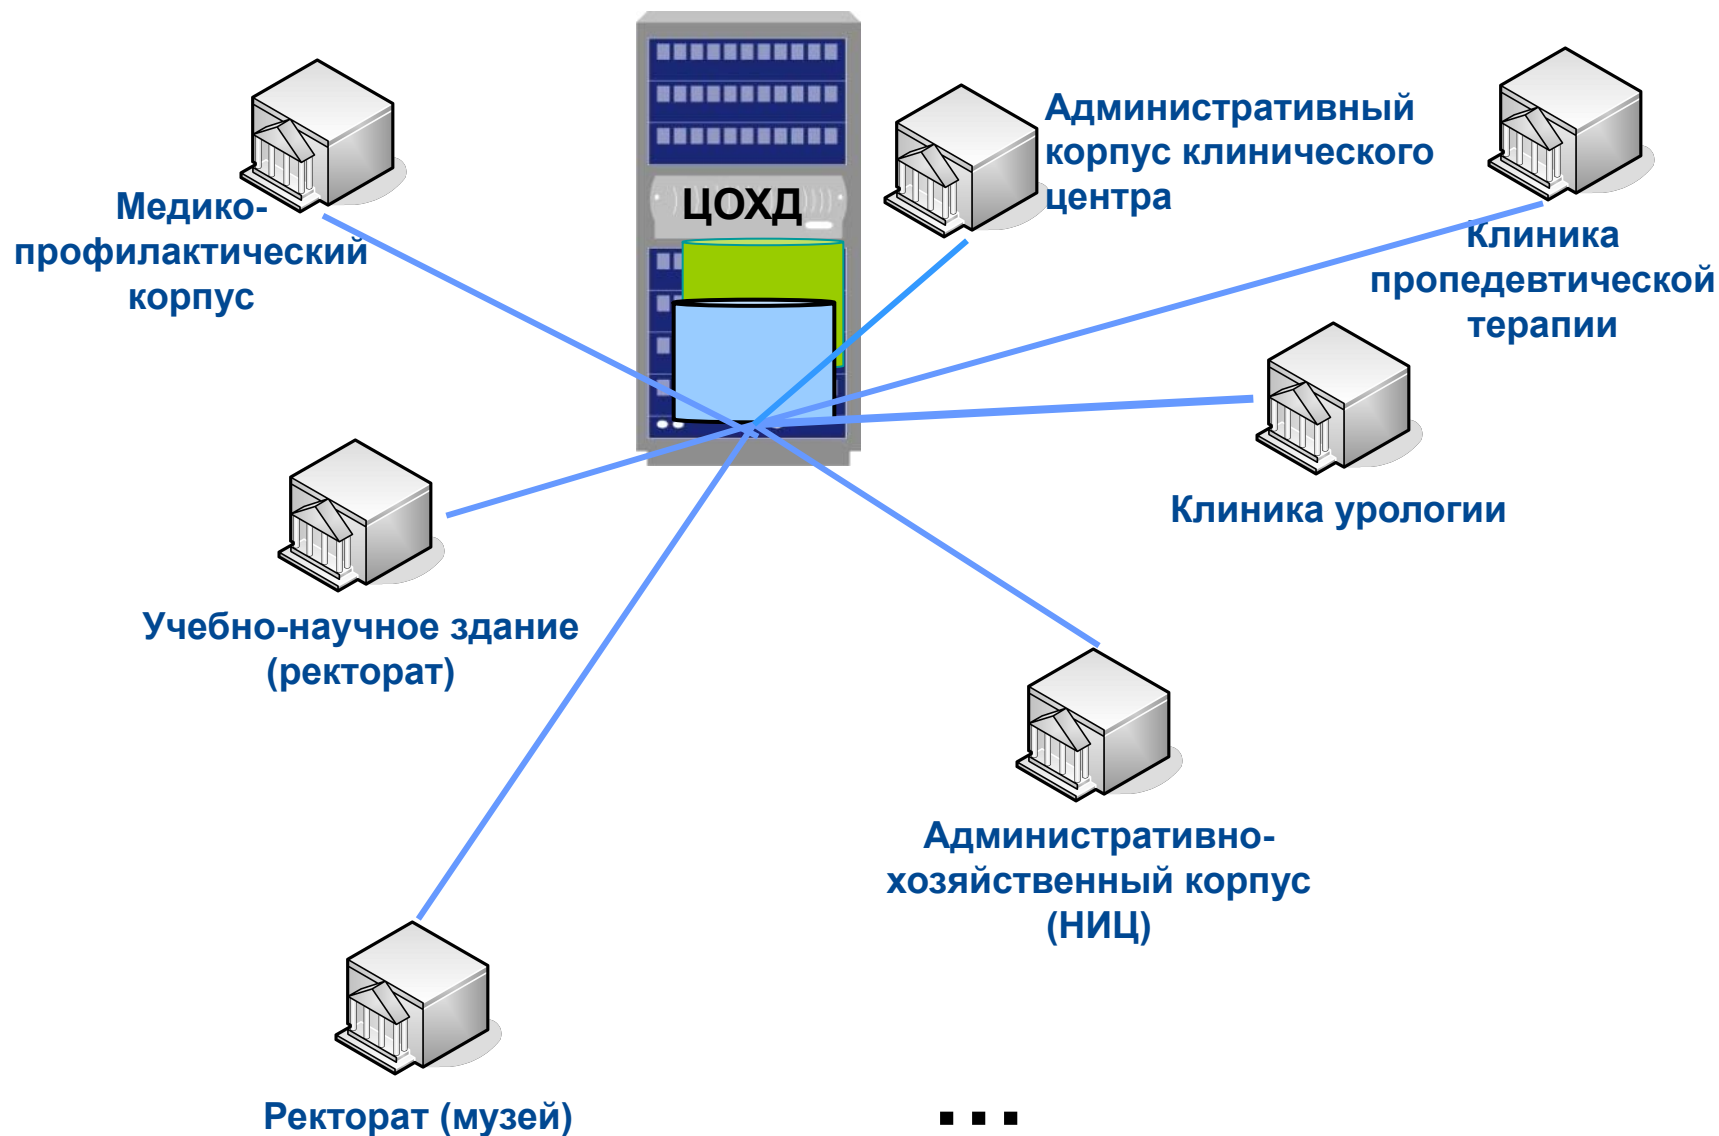 ЦОХД
Административный
корпус клинического
центра
Медико-
профилактический
корпус
Клиника
пропедевтической
терапии
Клиника урологии
Учебно-научное здание
(ректорат)
Административно-
хозяйственный корпус
(НИЦ)
Ректорат (музей)
...